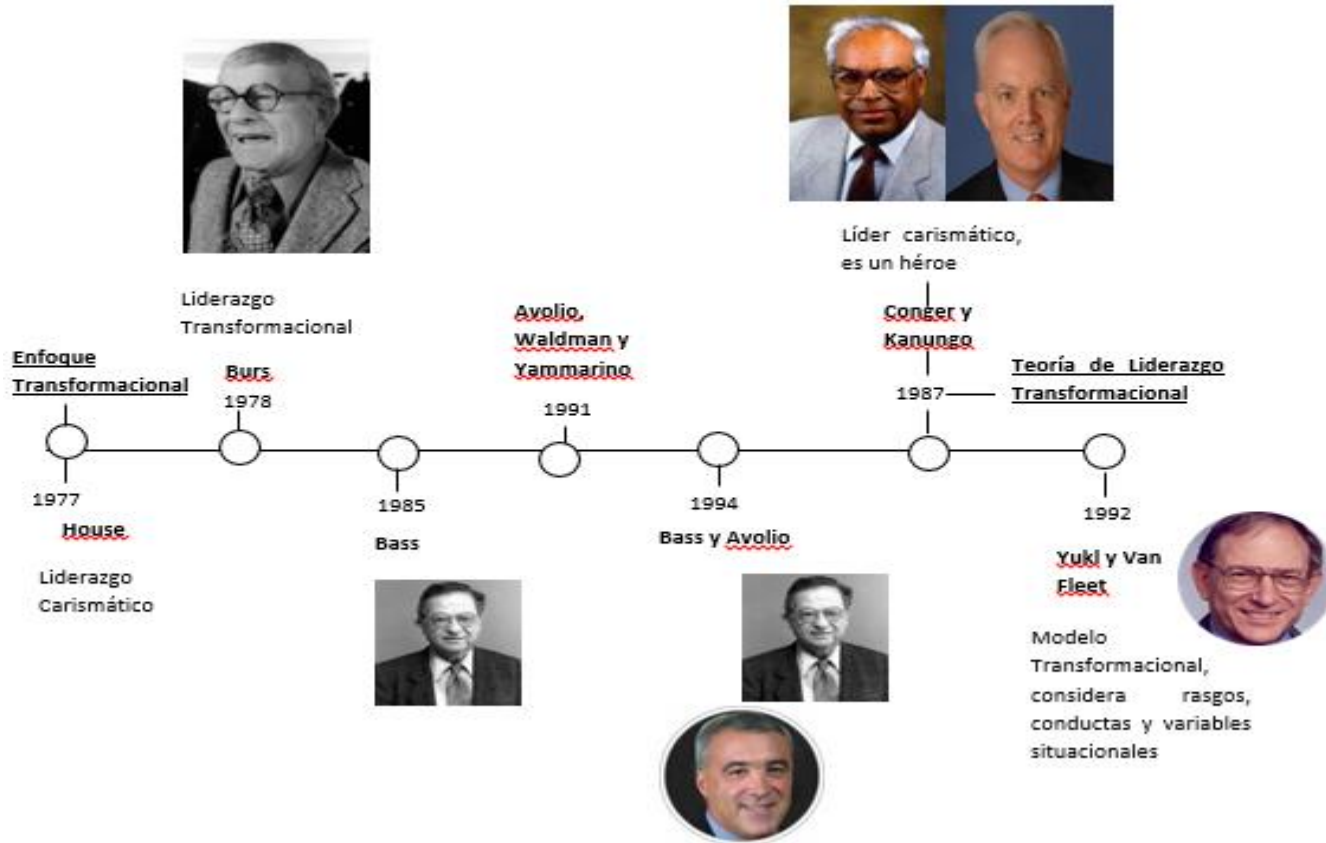 Líder carismático,
es un héroe
Liderazgo
Transformacional
Avolio,
Waldman y
Yammarino
Conger y
Kanungo
Enfoque
Transformacional
Burs
1978
1991
1987
Teoría de Liderazgo
Transformacional
1977
House
Liderazgo
Carismático
1985
Bass
1994
Bass y Avolio
1992
Yukl y Van
Fleet
Modelo
Transformacional,
considera rasgos,
conductas y variables
situacionales